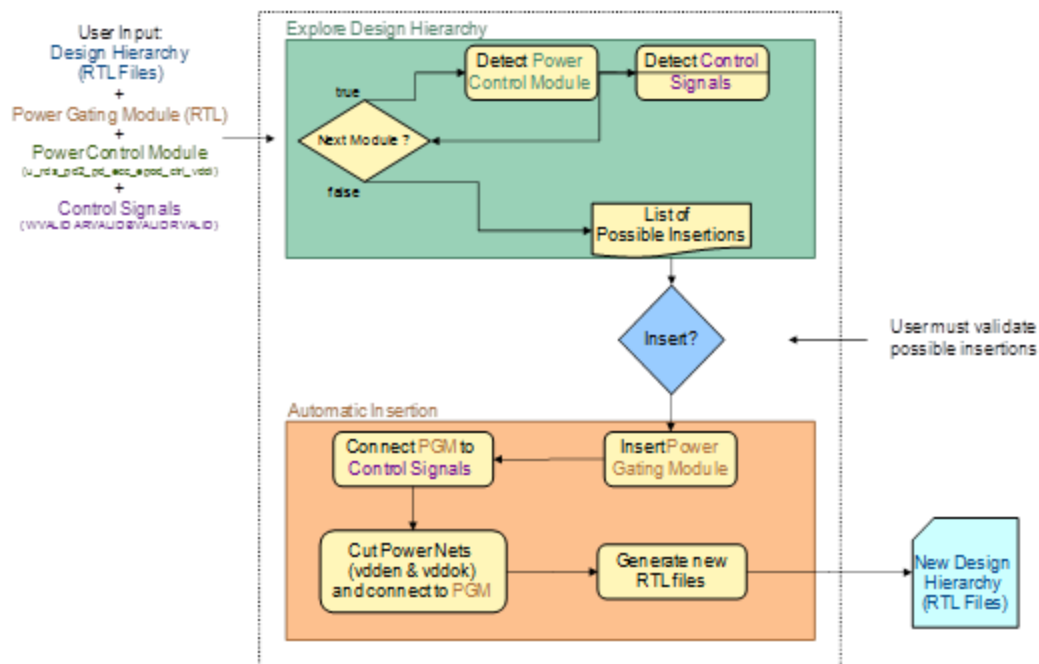 User Input:
Design Hierarchy
(RTL Files)
+
Power Gating Module (RTL)
+
Power Control Module
+
Control Signals
Explore Design Hierarchy
Detect Power
Control Module
Detect Control
Signals
true
Next Module ?
false
List of
Possible Insertions
Insert?
User must validate
possible insertions
Automatic Insertion
Connect PGM to
Control Signals
Insert Power
Gating Module
Cut Power Nets
(vdden & vddok)
and connect to PGM
Generate new
RTL files
New Design
Hierarchy
(RTL Files)